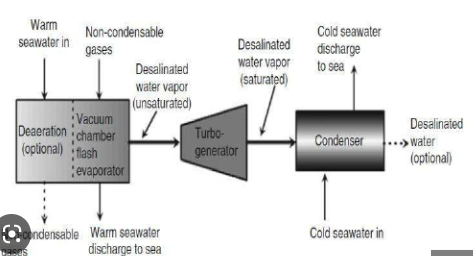 Warm
seawater in
Non-condensable
gases
Desalinated
water vapor
(unsaturated)
Desalinated
water vapor
(saturated)
Cold seawater
discharge
to sea
Deaeration
(optional)
Vacuum
chamber
flash
evaporator
Turbo-
generator
Condenser
Desalinated
water
(optional)
condensable
gases
Warm seawater
discharge to sea
Cold seawater in